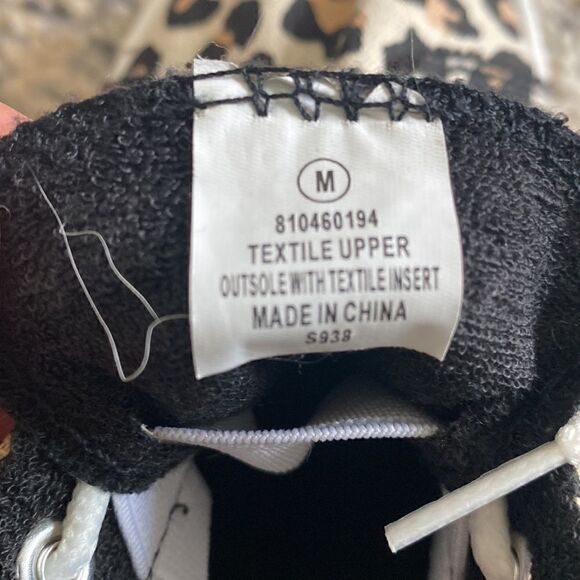 M
810460194
TEXTILE UPPER
OUTSOLE WITH TEXTILE INSERT
MADE IN CHINA
S938